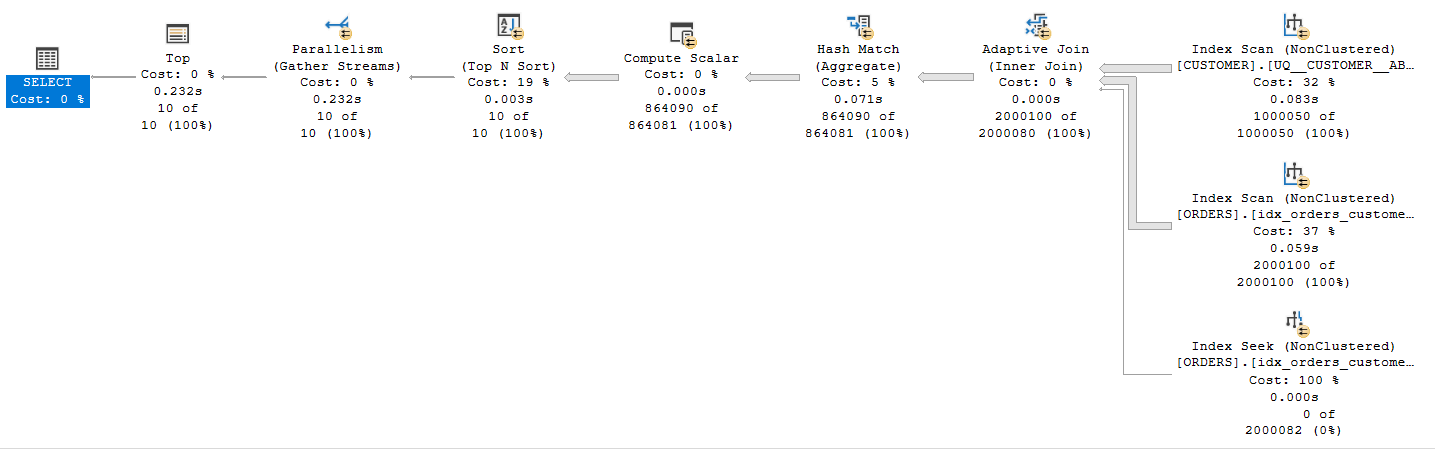 SELECT
Cost: 0 %
Top
Cost: 0 %
0.232s
10 of
10 (100%)
Parallelism
(Gather Streams)
Cost: 0 %
0.232s
10 of
10 (100%)
Sort
(Top N Sort)
Cost: 19 %
0.003s
10 of
10 (100%)
Compute Scalar
Cost: 0 %
0.000s
864090 of
864081 (100%)
Hash Match
(Aggregate)
Cost: 5 %
0.071s
864090 of
864081 (100%)
Adaptive Join
(Inner Join)
Cost: 0 %
0.000s
2000100 of
2000080 (100%)
Index Scan (NonClustered)
[CUSTOMER].[UQ__CUSTOMER__AB…
Cost: 32 %
0.083s
1000050 of
1000050 (100%)
Index Scan (NonClustered)
[ORDERS].[idx_orders_custome…
Cost: 37 %
0.059s
2000100 of
2000100 (100%)
Index Seek (NonClustered)
[ORDERS].[idx_orders_custome…
Cost: 100 %
0.000s
0 of
2000082 (0%)